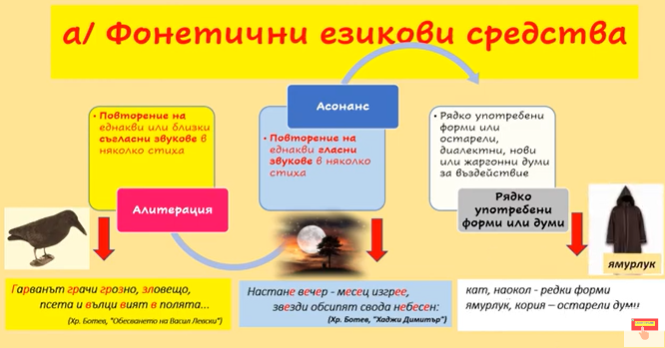 а/ Фонетични езикови средства
• Повторение на
еднакви или близки
съгласни звукове в
няколко стиха
Алитерация
Асонанс
• Повторение на
еднакви гласни
звукове в няколко
стиха
• Рядко употребени
форми или
остарели,
диалектни, нови
или жаргонни думи
за въздействие
Рядко
употребени
форми или думи
ямурлук
Гарванът грачи грозно, зловещо,
псета и вълци вият в полята...
(Хр. Ботев, "Обесването на Васил Левски")
Настане вечер - месец изгрее,
звезди обсипят свода небесен:
(Хр. Ботев, "Хаджи Димитър")
кат, наокол - редки форми
ямурлук, кория – остарели думи